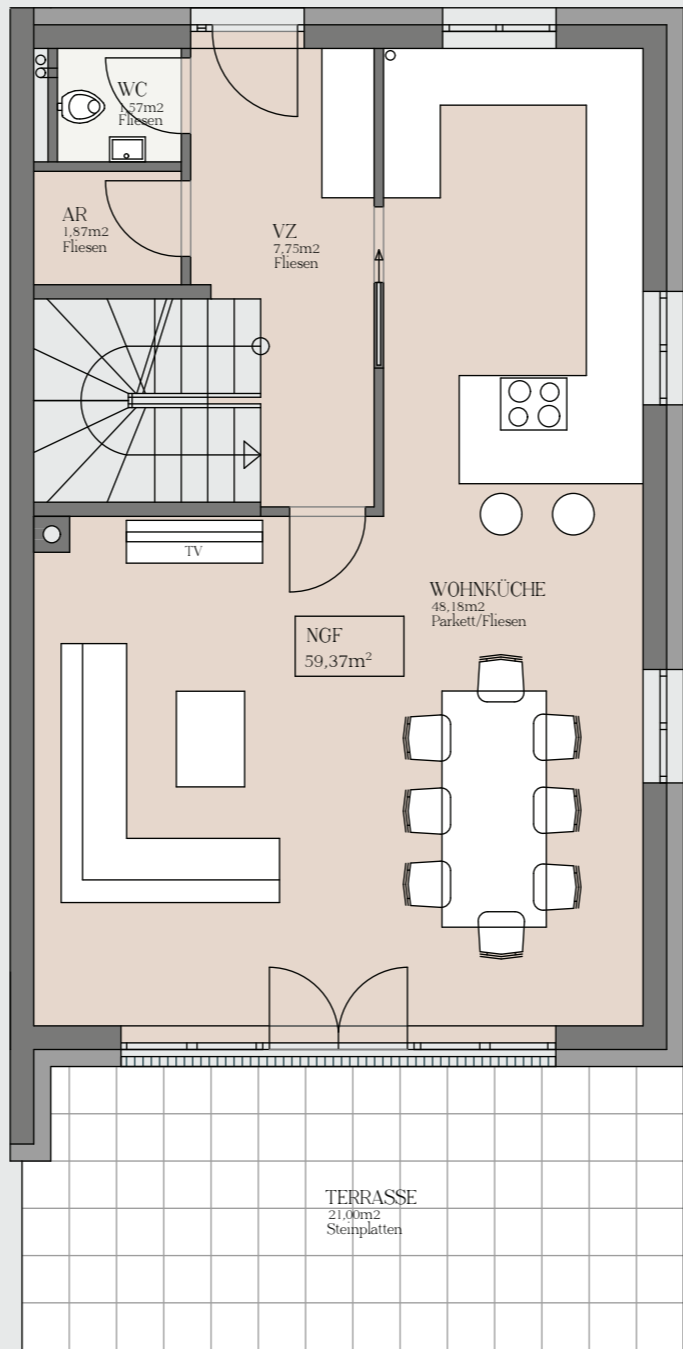 WC
1,57m2
Fliesen
AR
1,87m2
Fliesen
VZ
7,75m2
Fliesen
TV
WOHNKÜCHE
48,18m2
Parkett/Fliesen
NGF
59,37m²
TERRASSE
21,00m2
Steinplatten